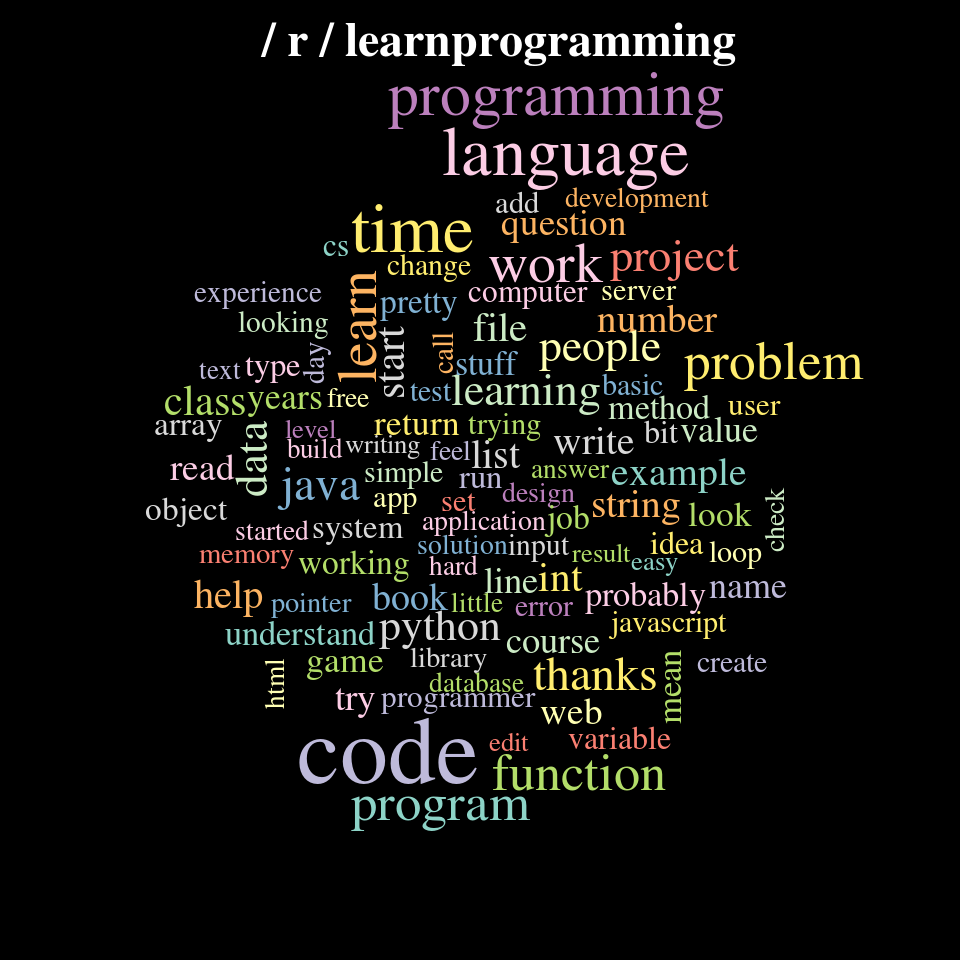 / r / learnprogramming
programming
language
add development
question
time
cs
change
work project
experience
pretty computer server
looking
learn
file number
start
call
people
text type day
stuff
problem
class years free
test learning basic
method user
array
level
return trying
write bit value
data
build writing feel list
read
java
simple run answer example
object
app set design string look
check
started system application job
memory
working
solution input result easy idea loop
hard
help pointer book little line int
error probably name
understand python course javascript
html
game library
database thanks mean create
try programmer web
code edit variable
function
program